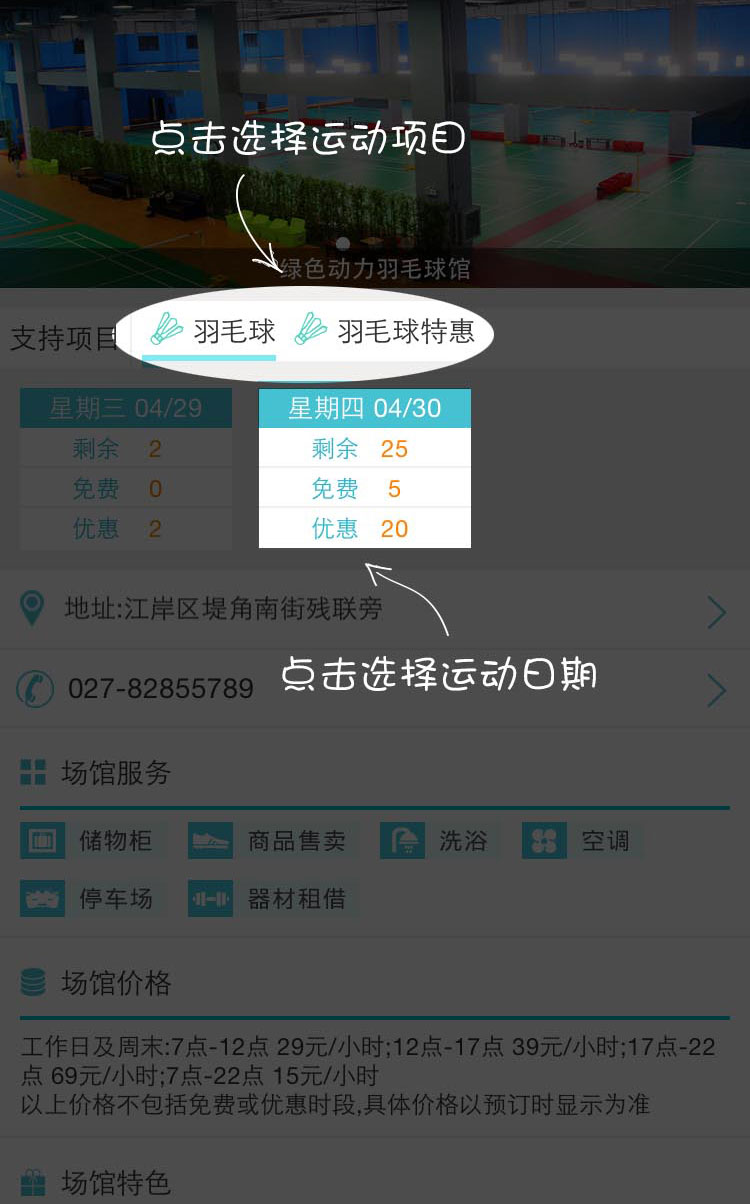 点击选择运动项目
绿色动力羽毛球馆
支持项目
羽毛球
羽毛球特惠
星期三 04/29
剩余 2
免费 0
优惠 2
星期四 04/30
剩余 25
免费 5
优惠 20
地址:江岸区堤角南街残联旁
027-82855789
点击选择运动日期
场馆服务
储物柜
商品售卖
洗浴
空调
停车场
器材租借
场馆价格
工作日及周末:7点-12点 29元/小时;12点-17点 39元/小时;17点-22
点 69元/小时;7点-22点 15元/小时
以上价格不包括免费或优惠时段,具体价格以预订时显示为准
场馆特色